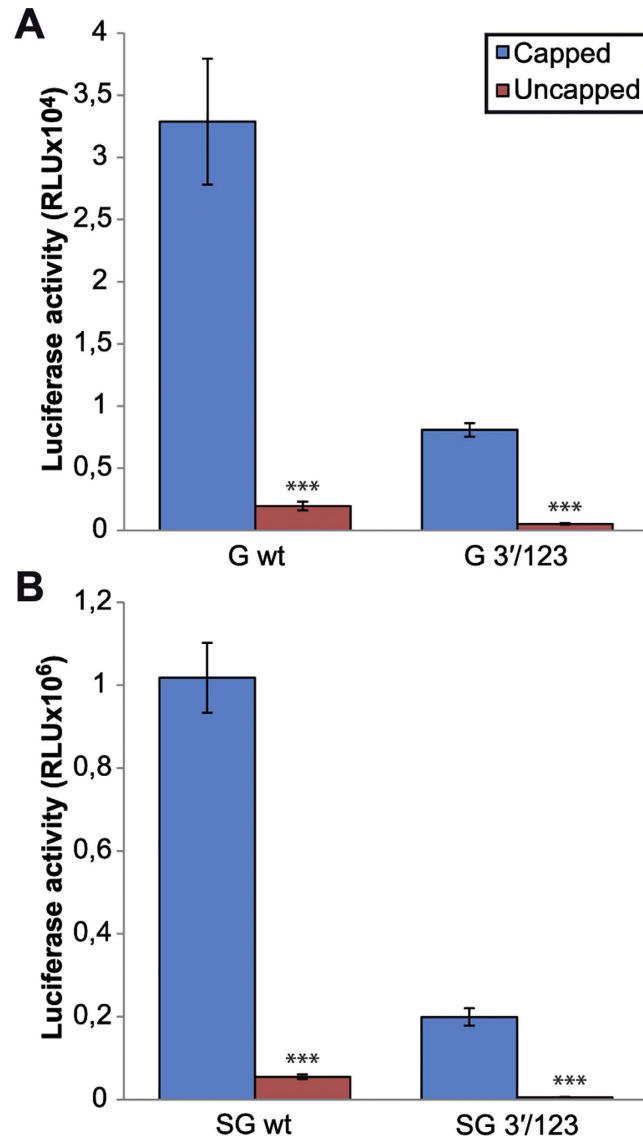 A
Luciferase activity (RLUx10⁴)
4
3,5
3
2,5
2
1,5
1
0,5
0
Capped
Uncapped
***
***
G wt
G 3′/123
B
Luciferase activity (RLUx10⁶)
1,2
1
0,8
0,6
0,4
0,2
0
***
***
SG wt
SG 3′/123